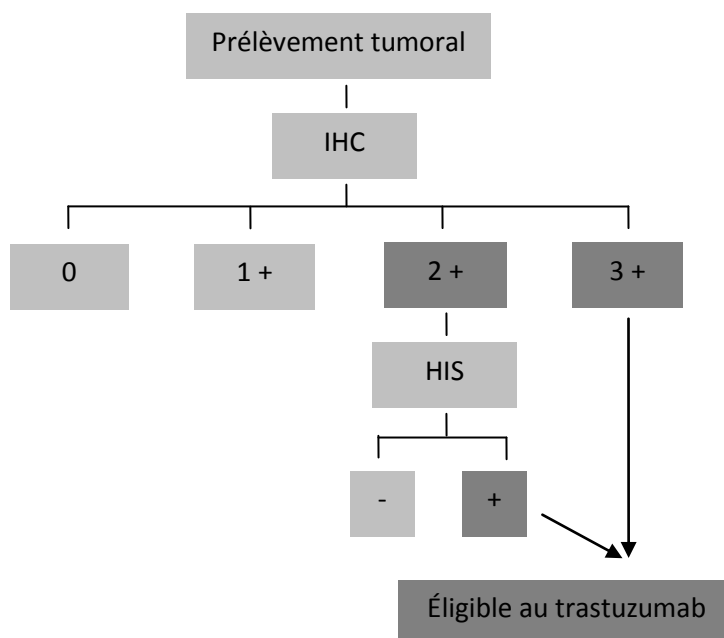 Prélèvement tumoral
IHC
0
1 +
2 +
3 +
HIS
-
+
Éligible au trastuzumab